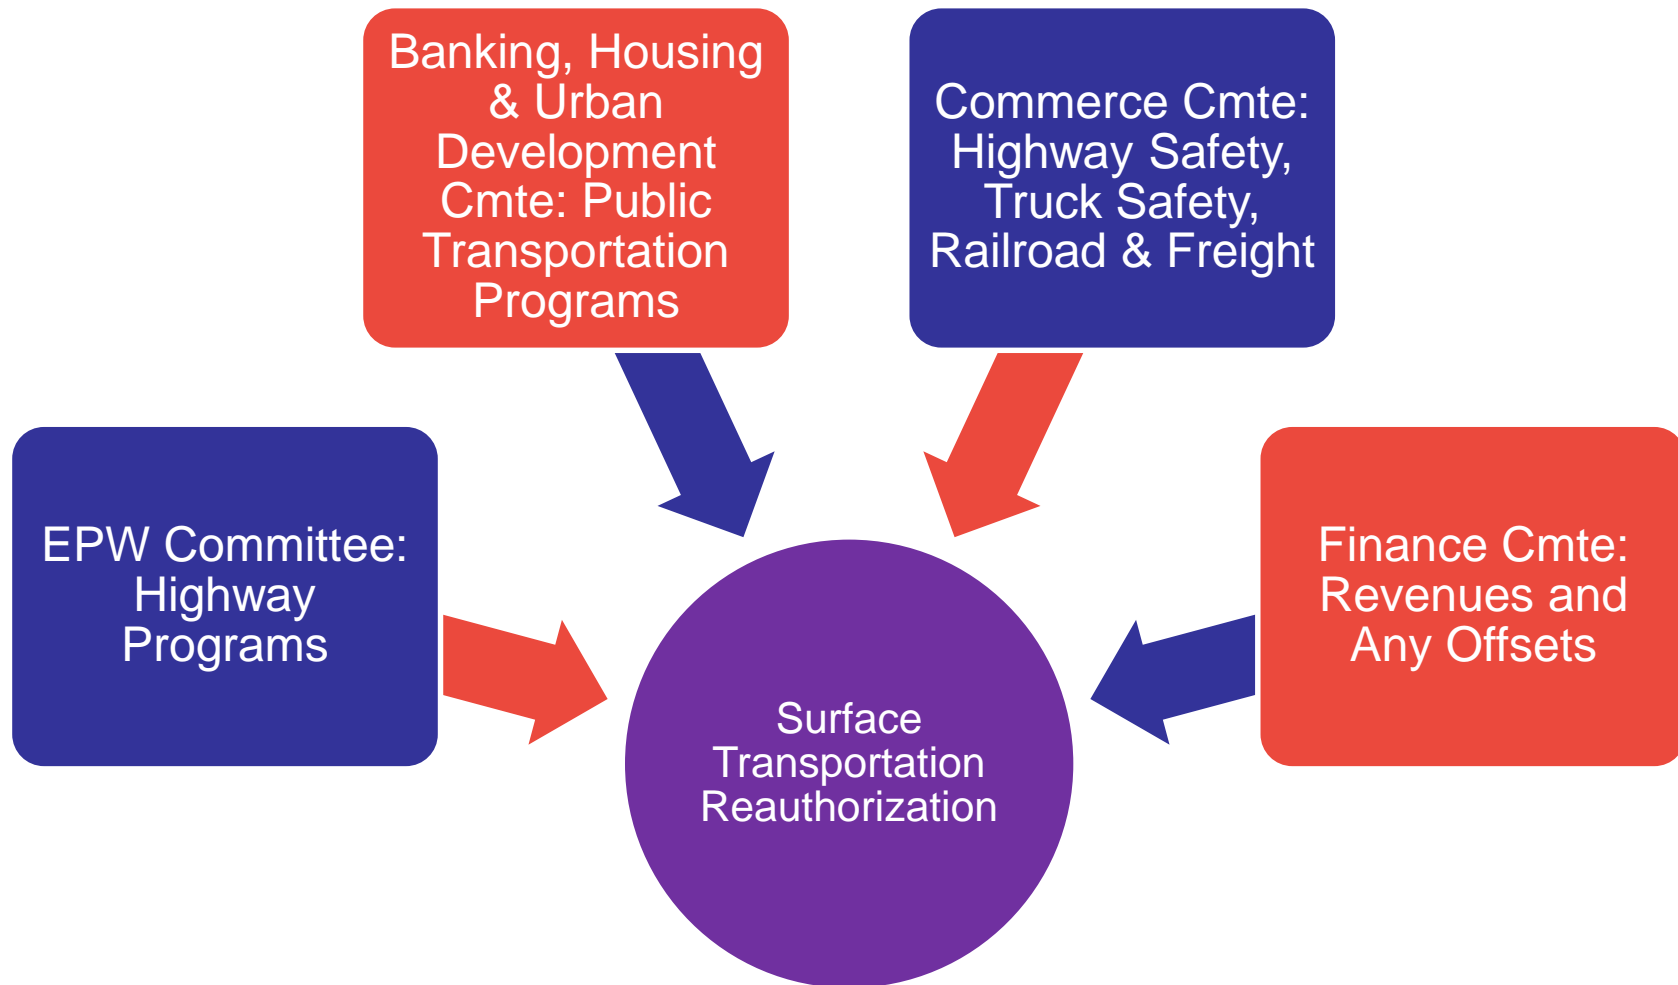 Banking, Housing
& Urban
Development
Cmte: Public
Transportation
Programs
Commerce Cmte:
Highway Safety,
Truck Safety,
Railroad & Freight
EPW Committee:
Highway
Programs
Finance Cmte:
Revenues and
Any Offsets
Surface
Transportation
Reauthorization